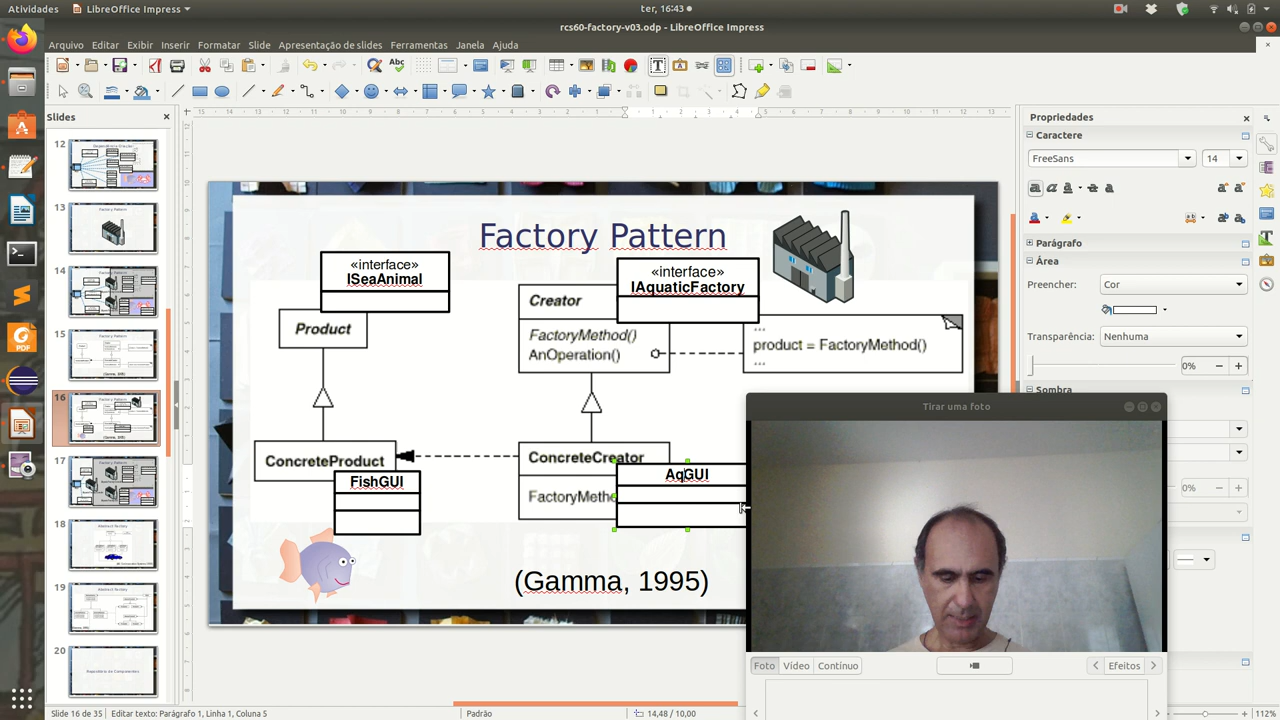 Atividades
LibreOffice Impress
ter, 16:43
rcs60-factory-v03.odp - LibreOffice Impress
Arquivo Editar Exibir Inserir Formatar Slide Apresentação de slides Ferramentas Janela Ajuda
Slides
12
13
14
15
16
17
18
19
20
Factory Pattern
«interface»
ISeaAnimal
«interface»
IAquaticFactory
Product
Creator
FactoryMethod()
AnOperation()
...
product = FactoryMethod()
...
ConcreteProduct
FishGUI
ConcreteCreator
FactoryMetho
AqGUI
(Gamma, 1995)
Propriedades
Caractere
FreeSans
14
Parágrafo
Área
Preencher:
Cor
Transparência:
Nenhuma
0%
Sombra
0%
Tirar uma foto
Foto Vídeo Contínuo
Efeitos
Slide 16 de 35
Editar texto: Parágrafo 1, Linha 1, Coluna 5
Padrão
14,48 / 10,00
112%